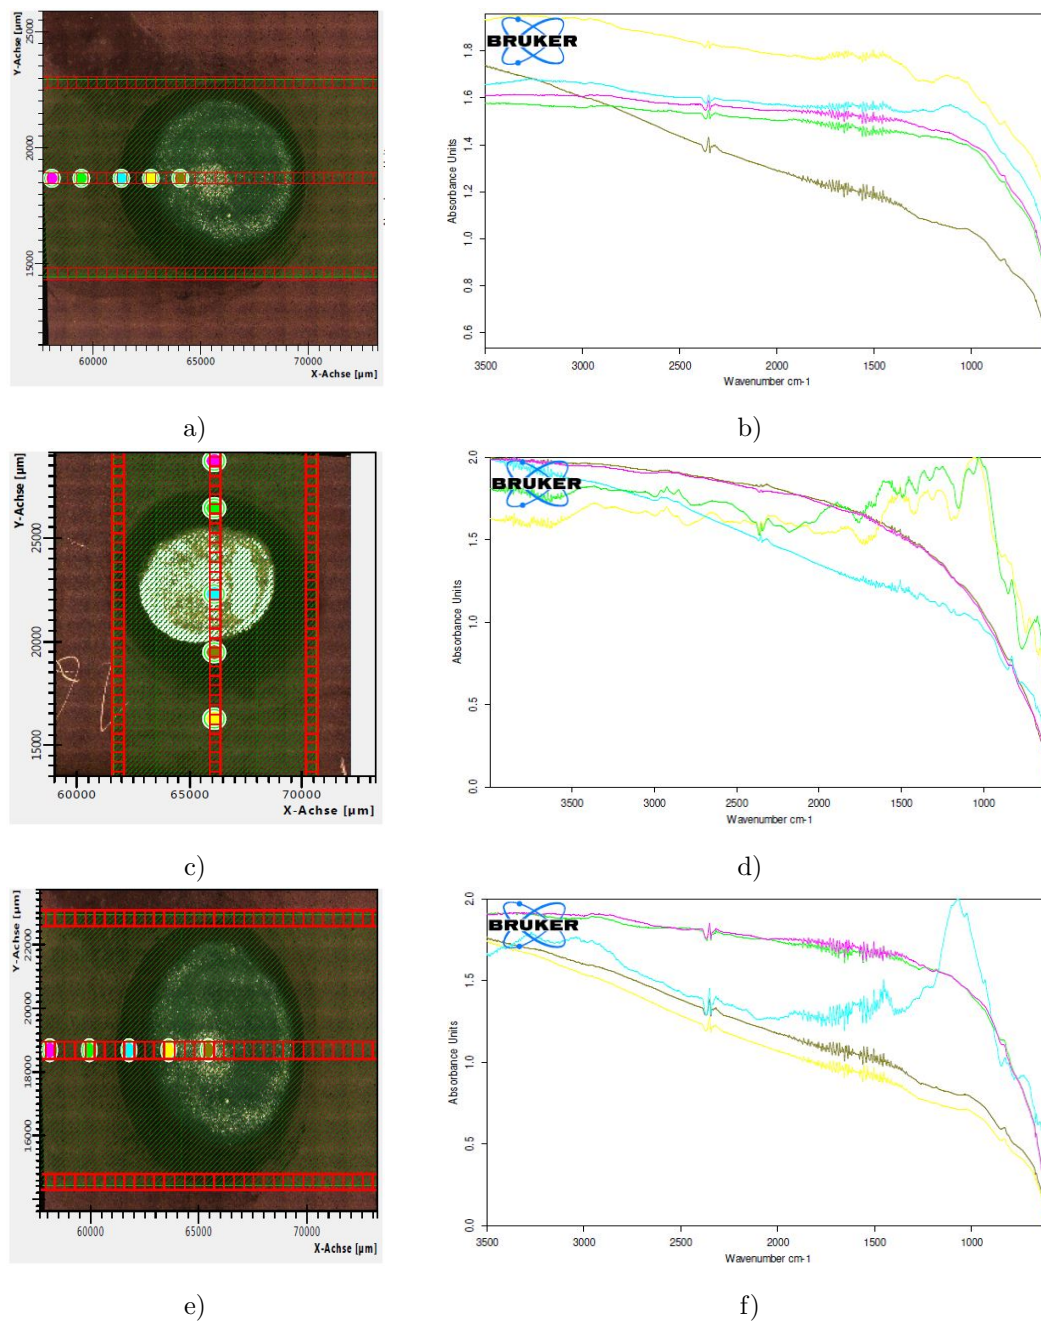 Y-Achse [µm]
25000
20000
15000
60000
65000
70000
X-Achse [µm]
a)
BRUKER
Absorbance Units
1.8
1.6
1.4
1.2
1.0
0.8
0.6
3500
3000
2500
2000
1500
1000
Wavenumber cm-1
b)
Y-Achse [µm]
25000
20000
15000
60000
65000
70000
X-Achse [µm]
c)
BRUKER
Absorbance Units
2.0
1.5
1.0
0.5
0.0
3500
3000
2500
2000
1500
1000
Wavenumber cm-1
d)
Y-Achse [µm]
22000
20000
18000
16000
60000
65000
70000
X-Achse [µm]
e)
BRUKER
Absorbance Units
2.0
1.5
1.0
0.5
0.0
3500
3000
2500
2000
1500
1000
Wavenumber cm-1
f)